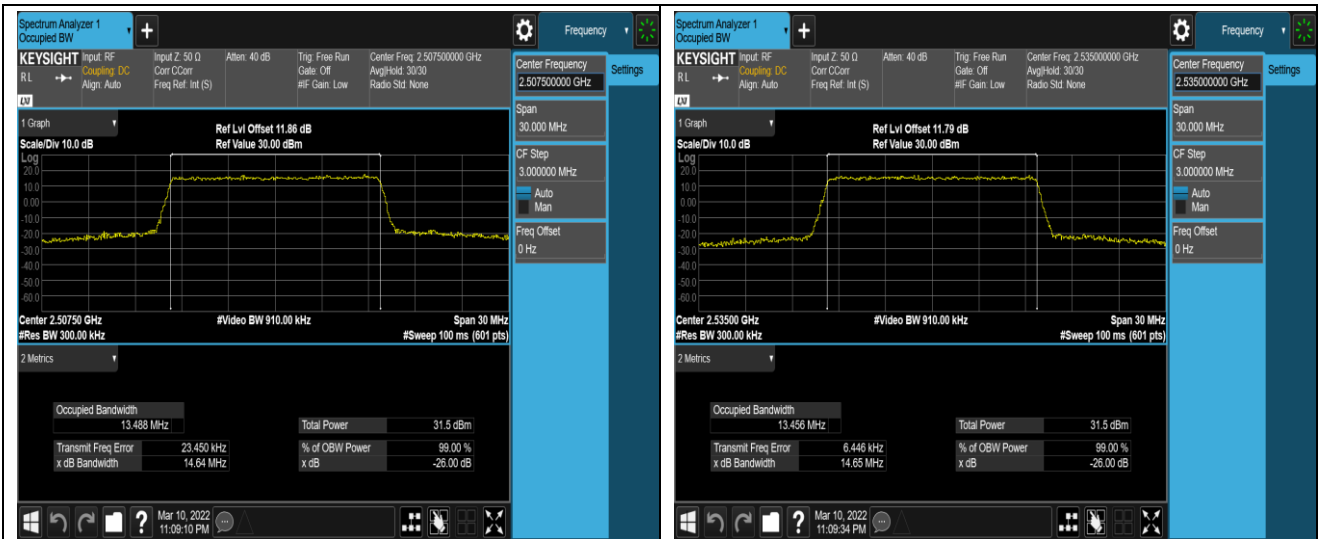 Spectrum Analyzer 1
Occupied BW
+
Frequency
KEYSIGHT
RL
LXI
Input: RF
Coupling: DC
Align: Auto
Input Z: 50 Ω
Corr CCorr
Freq Ref: Int (S)
Atten: 40 dB
Trig: Free Run
Gate: Off
#IF Gain: Low
Center Freq: 2.507500000 GHz
Avg|Hold: 30/30
Radio Std: None
Center Frequency
2.507500000 GHz
Settings
Span
30.000 MHz
CF Step
3.000000 MHz
Auto
Man
Freq Offset
0 Hz
1 Graph
Ref Lvl Offset 11.86 dB
Scale/Div 10.0 dB
Ref Value 30.00 dBm
Log
20.0
10.0
0.00
-10.0
-20.0
-30.0
-40.0
-50.0
-60.0
Center 2.50750 GHz
#Video BW 910.00 kHz
Span 30 MHz
#Res BW 300.00 kHz
#Sweep 100 ms (601 pts)
2 Metrics
Occupied Bandwidth
13.488 MHz
Total Power 31.5 dBm
Transmit Freq Error 23.450 kHz
% of OBW Power 99.00 %
x dB Bandwidth 14.64 MHz
x dB -26.00 dB
?
Mar 10, 2022
11:09:10 PM
Spectrum Analyzer 1
Occupied BW
+
Frequency
KEYSIGHT
RL
LXI
Input: RF
Coupling: DC
Align: Auto
Input Z: 50 Ω
Corr CCorr
Freq Ref: Int (S)
Atten: 40 dB
Trig: Free Run
Gate: Off
#IF Gain: Low
Center Freq: 2.535000000 GHz
Avg|Hold: 30/30
Radio Std: None
Center Frequency
2.535000000 GHz
Settings
Span
30.000 MHz
CF Step
3.000000 MHz
Auto
Man
Freq Offset
0 Hz
1 Graph
Ref Lvl Offset 11.79 dB
Scale/Div 10.0 dB
Ref Value 30.00 dBm
Log
20.0
10.0
0.00
-10.0
-20.0
-30.0
-40.0
-50.0
-60.0
Center 2.53500 GHz
#Video BW 910.00 kHz
Span 30 MHz
#Res BW 300.00 kHz
#Sweep 100 ms (601 pts)
2 Metrics
Occupied Bandwidth
13.456 MHz
Total Power 31.5 dBm
Transmit Freq Error 6.446 kHz
% of OBW Power 99.00 %
x dB Bandwidth 14.65 MHz
x dB -26.00 dB
?
Mar 10, 2022
11:09:34 PM